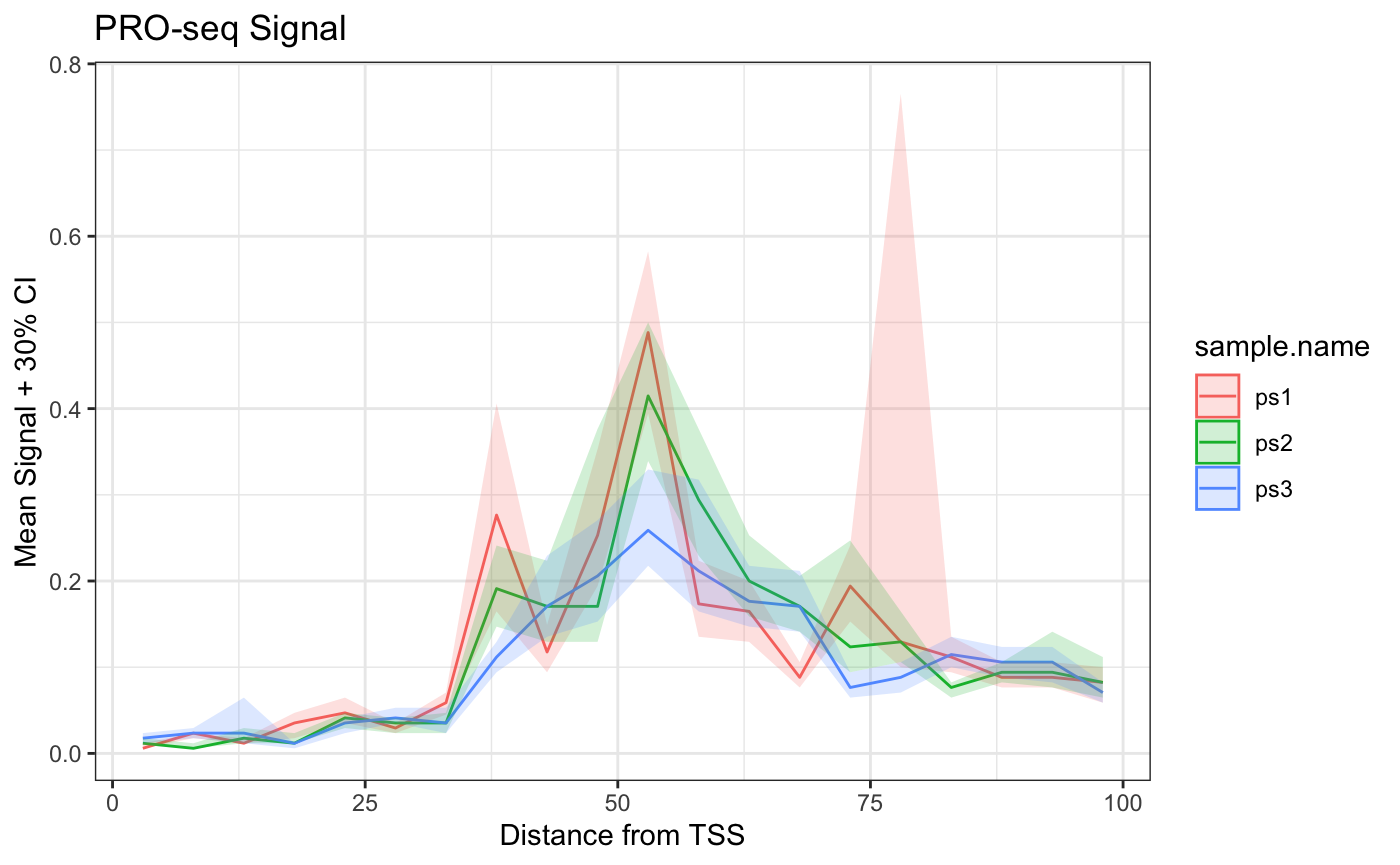 PRO-seq Signal
Mean Signal + 30% CI
0.8
0.6
0.4
0.2
0.0
0 25 50 75 100
Distance from TSS
sample.name
ps1
ps2
ps3